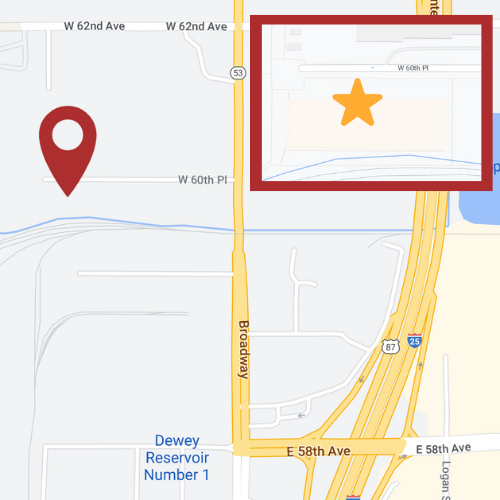 W 62nd Ave
W 62nd Ave
53
W 60th Pl
W 60th Pl
Broadway
87
25
Dewey
Reservoir
Number 1
E 58th Ave
E 58th Ave
Logan S